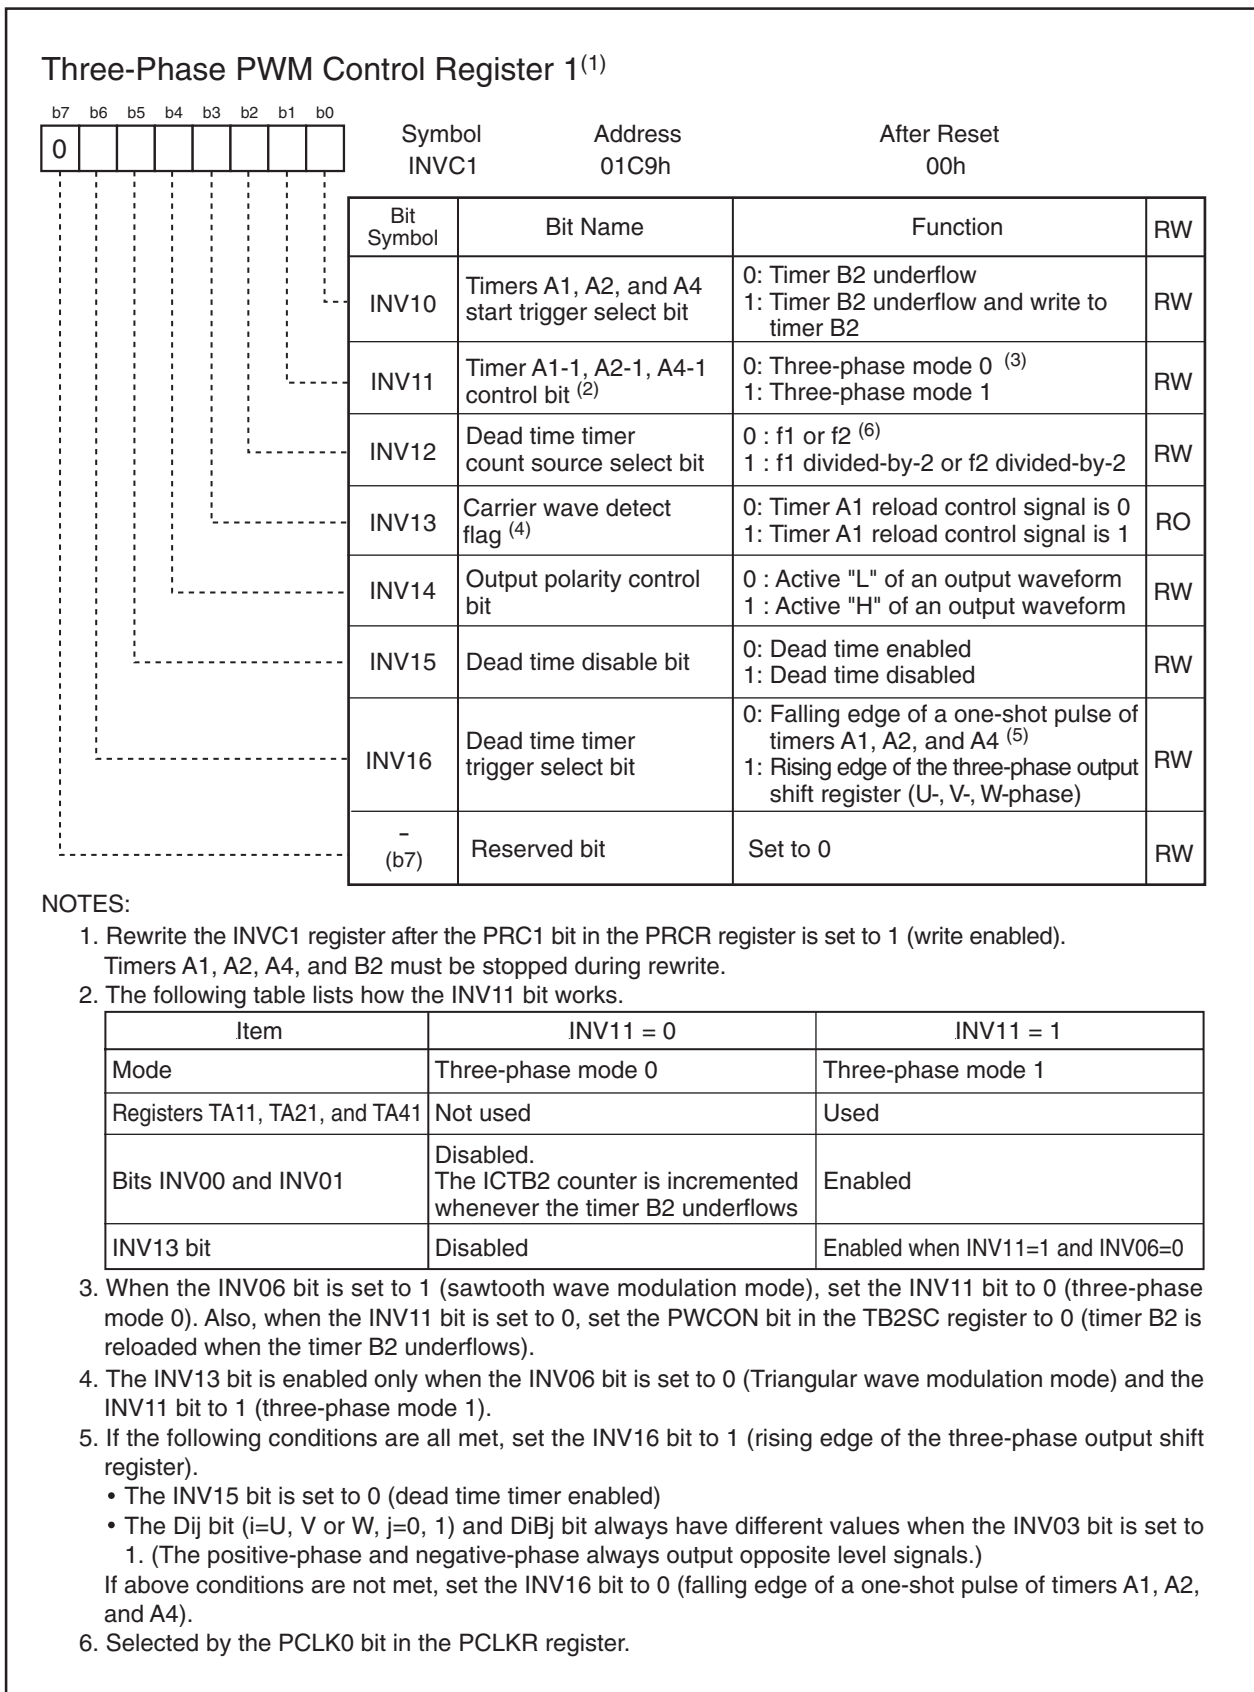 Three-Phase PWM Control Register 1(1)
b7 b6 b5 b4 b3 b2 b1 b0
0
Symbol Address After Reset
INVC1 01C9h 00h
Bit Symbol Bit Name Function RW
INV10 Timers A1, A2, and A4 start trigger select bit 0: Timer B2 underflow
1: Timer B2 underflow and write to timer B2 RW
INV11 Timer A1-1, A2-1, A4-1 control bit (2) 0: Three-phase mode 0 (3)
1: Three-phase mode 1 RW
INV12 Dead time timer count source select bit 0 : f1 or f2 (6)
1 : f1 divided-by-2 or f2 divided-by-2 RW
INV13 Carrier wave detect flag (4) 0: Timer A1 reload control signal is 0
1: Timer A1 reload control signal is 1 RO
INV14 Output polarity control bit 0 : Active "L" of an output waveform
1 : Active "H" of an output waveform RW
INV15 Dead time disable bit 0: Dead time enabled
1: Dead time disabled RW
INV16 Dead time timer trigger select bit 0: Falling edge of a one-shot pulse of timers A1, A2, and A4 (5)
1: Rising edge of the three-phase output shift register (U-, V-, W-phase) RW
– (b7) Reserved bit Set to 0 RW
NOTES:
1. Rewrite the INVC1 register after the PRC1 bit in the PRCR register is set to 1 (write enabled).
Timers A1, A2, A4, and B2 must be stopped during rewrite.
2. The following table lists how the INV11 bit works.
Item INV11 = 0 INV11 = 1
Mode Three-phase mode 0 Three-phase mode 1
Registers TA11, TA21, and TA41 Not used Used
Bits INV00 and INV01 Disabled.
The ICTB2 counter is incremented
whenever the timer B2 underflows Enabled
INV13 bit Disabled Enabled when INV11=1 and INV06=0
3. When the INV06 bit is set to 1 (sawtooth wave modulation mode), set the INV11 bit to 0 (three-phase
mode 0). Also, when the INV11 bit is set to 0, set the PWCON bit in the TB2SC register to 0 (timer B2 is
reloaded when the timer B2 underflows).
4. The INV13 bit is enabled only when the INV06 bit is set to 0 (Triangular wave modulation mode) and the
INV11 bit to 1 (three-phase mode 1).
5. If the following conditions are all met, set the INV16 bit to 1 (rising edge of the three-phase output shift
register).
• The INV15 bit is set to 0 (dead time timer enabled)
• The Dij bit (i=U, V or W, j=0, 1) and DiBj bit always have different values when the INV03 bit is set to
1. (The positive-phase and negative-phase always output opposite level signals.)
If above conditions are not met, set the INV16 bit to 0 (falling edge of a one-shot pulse of timers A1, A2,
and A4).
6. Selected by the PCLK0 bit in the PCLKR register.